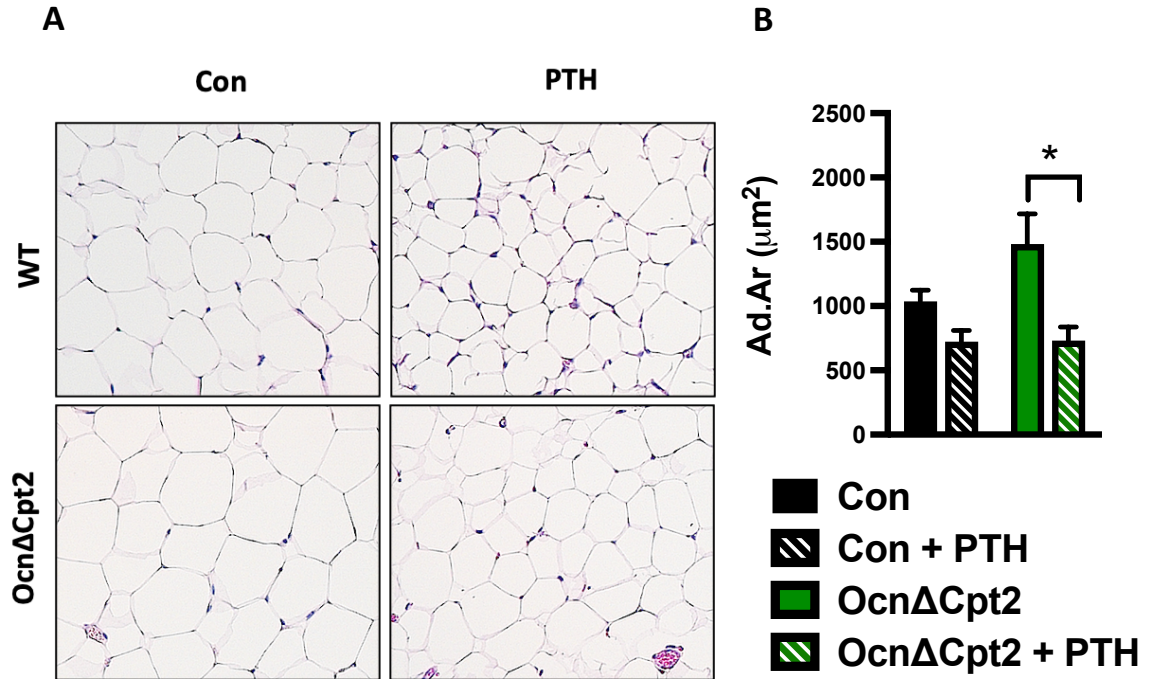 A
B
Con
PTH
WT
OcnΔCpt2
Ad.Ar (μm²)
2500
2000
1500
1000
500
0
*
Con
Con + PTH
OcnΔCpt2
OcnΔCpt2 + PTH